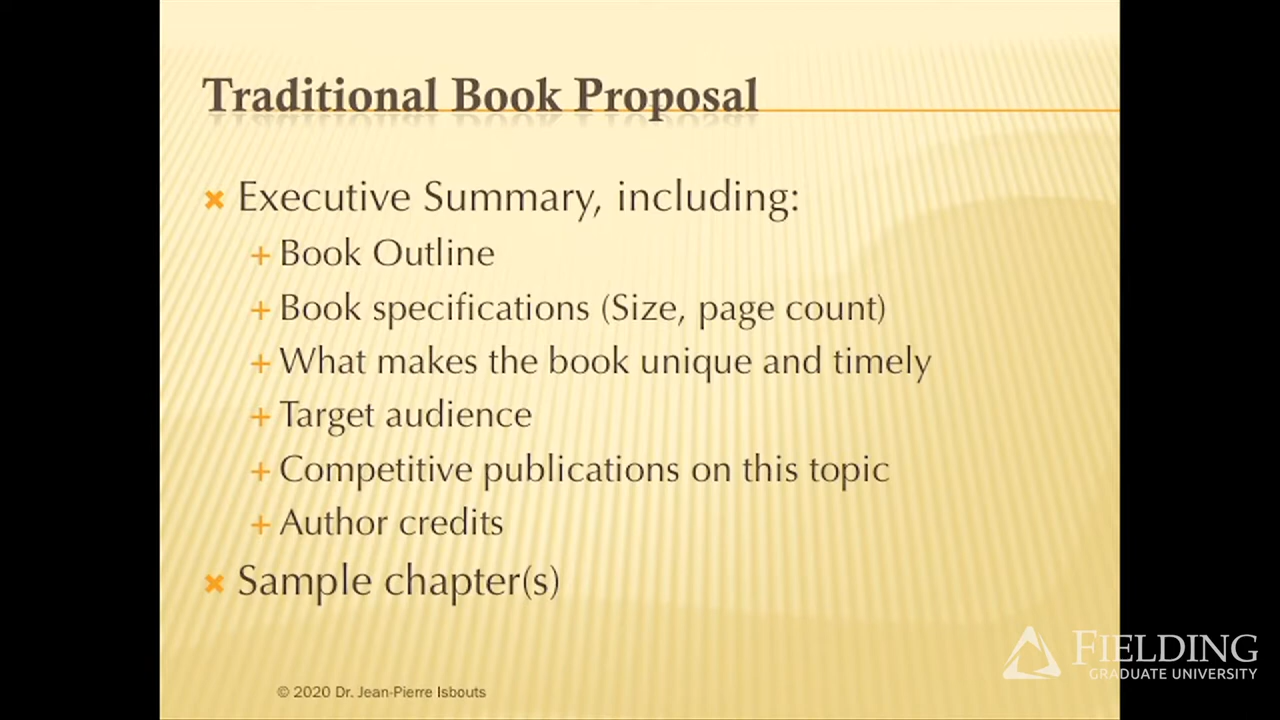 Traditional Book Proposal
Executive Summary, including:
Book Outline
Book specifications (Size, page count)
What makes the book unique and timely
Target audience
Competitive publications on this topic
Author credits
Sample chapter(s)
© 2020 Dr. Jean-Pierre Isbouts
FIELDING
GRADUATE UNIVERSITY